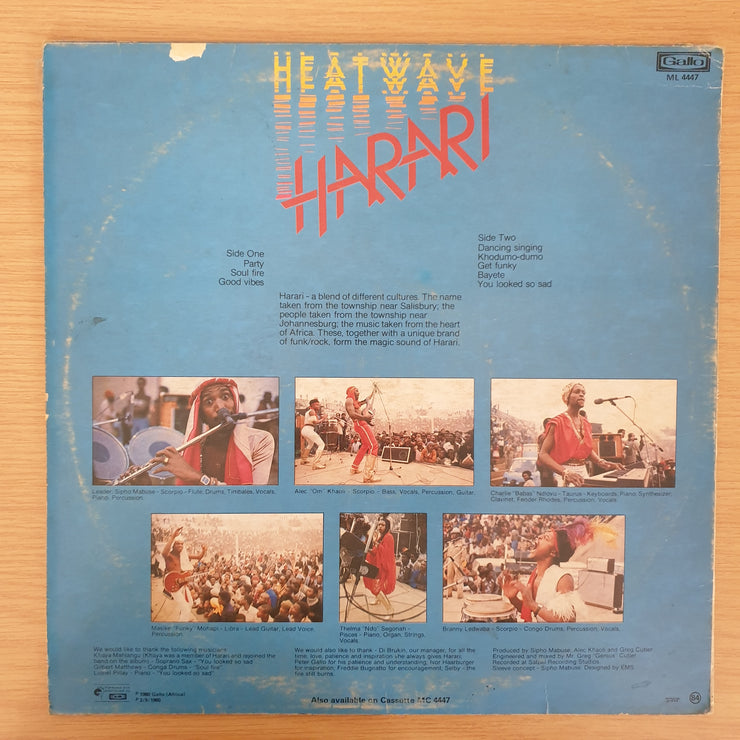 HEATWAVE
HARARI
Gallo
ML 4447
Side One
Party
Soul fire
Good vibes
Side Two
Dancing singing
Khodumo-dumo
Get funky
Bayete
You looked so sad
Harari - a blend of different cultures. The name
taken from the township near Salisbury; the
people taken from the township near
Johannesburg; the music taken from the heart
of Africa. These, together with a unique brand
of funk/rock, form the magic sound of Harari.
Leader, Sipho Mabuse - Scorpio - Flute, Drums, Timbales, Vocals,
Piano, Percussion.
Alec "Om" Khaoli - Scorpio - Bass, Vocals, Percussion, Guitar.
Charlie "Babas" Ndlovu - Taurus - Keyboards, Piano, Synthesizer,
Clavinet, Fender Rhodes, Percussion, Vocals.
Masike "Funky" Mohapi - Libra - Lead Guitar, Lead Voice,
Percussion.
Thelma "Ndo" Segonah -
Pisces - Piano, Organ, Strings,
Vocals.
Branny Ledwaba - Scorpio - Congo Drums, Percussion, Vocals.
We would like to thank the following musicians
Khaya Mahlangu (Khaya was a member of Harari and rejoined the
band on the album) - Soprano Sax - "You looked so sad
Gilbert Matthews - Conga Drums - "Soul fire"
Lionel Pillay - Piano - "You looked so sad"
We would also like to thank - Di Brukin, our manager, for all the
time, love, patience and inspiration she always gives Harari,
Peter Gallo for his patience and understanding, Ivor Haarburger
for inspiration, Freddie Bugnatto for encouragement, Selby - the
fire still burns.
Produced by Sipho Mabuse, Alec Khaoli and Greg Cutler
Engineered and mixed by Mr. Greg "Genius" Cutler
Recorded at Satbel Recording Studios.
Sleeve concept - Sipho Mabuse. Designed by EMS
℗ 1980 Gallo (Africa)
P 2/9/1980
Also available on Cassette MC 4447
84